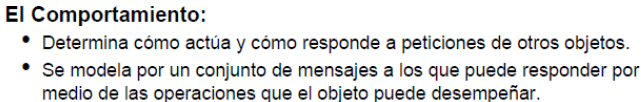 El Comportamiento:
• Determina cómo actúa y cómo responde a peticiones de otros objetos.
• Se modela por un conjunto de mensajes a los que puede responder por
medio de las operaciones que el objeto puede desempeñar.